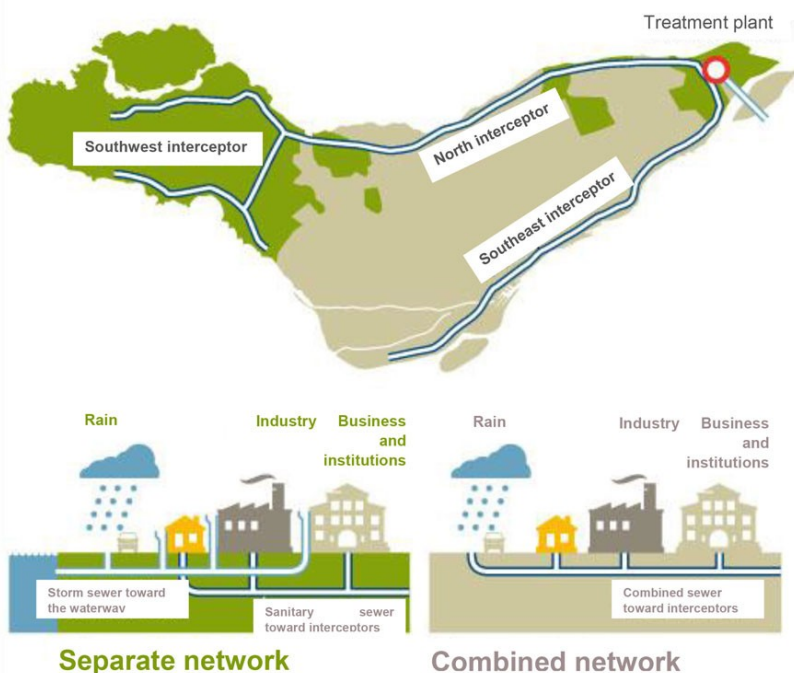 Treatment plant
Southwest interceptor
North interceptor
Southeast interceptor
Rain
Industry Business
and
institutions
Storm sewer toward
the waterway
Sanitary sewer
toward interceptors
Separate network
Rain
Industry Business
and
institutions
Combined sewer
toward interceptors
Combined network